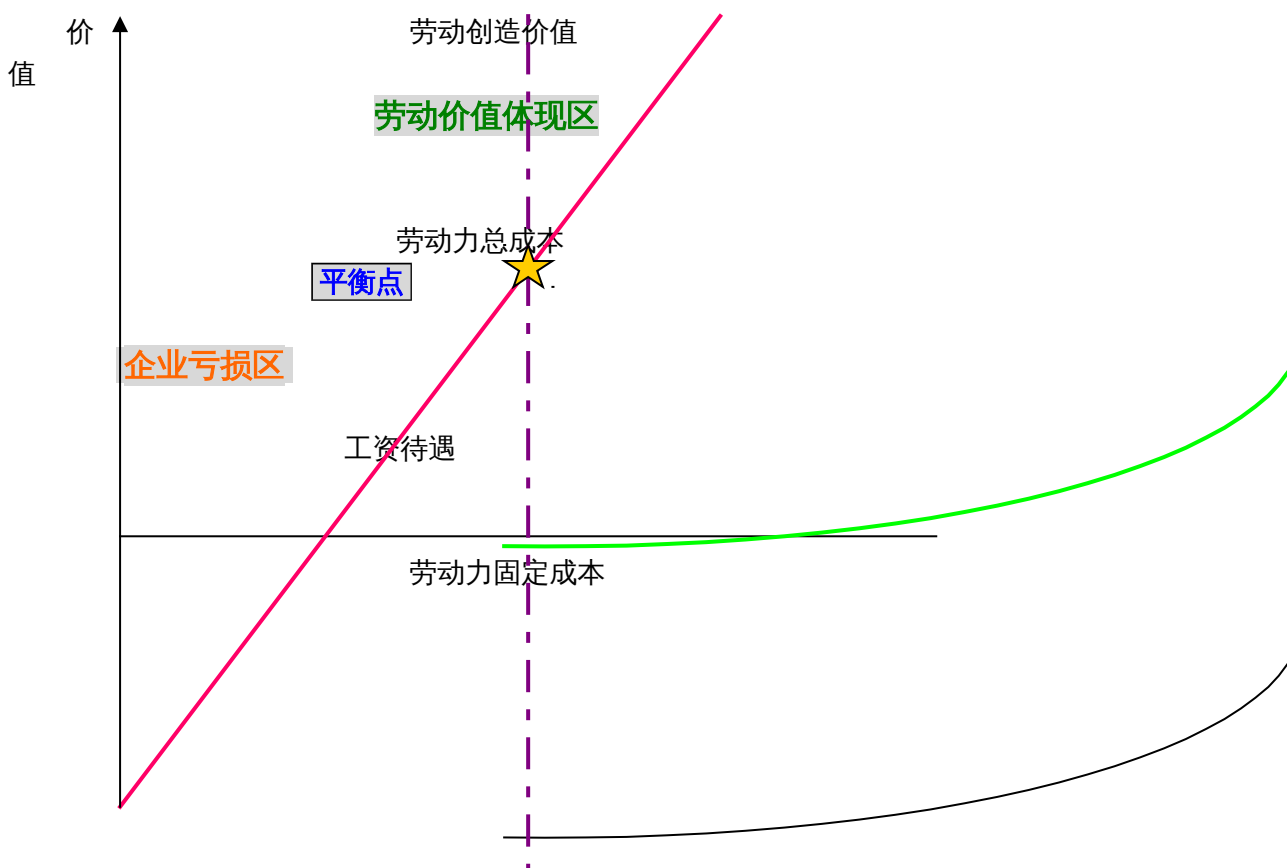 价
值
劳动创造价值
劳动价值体现区
劳动力总成本
平衡点
.
企业亏损区
工资待遇
劳动力固定成本